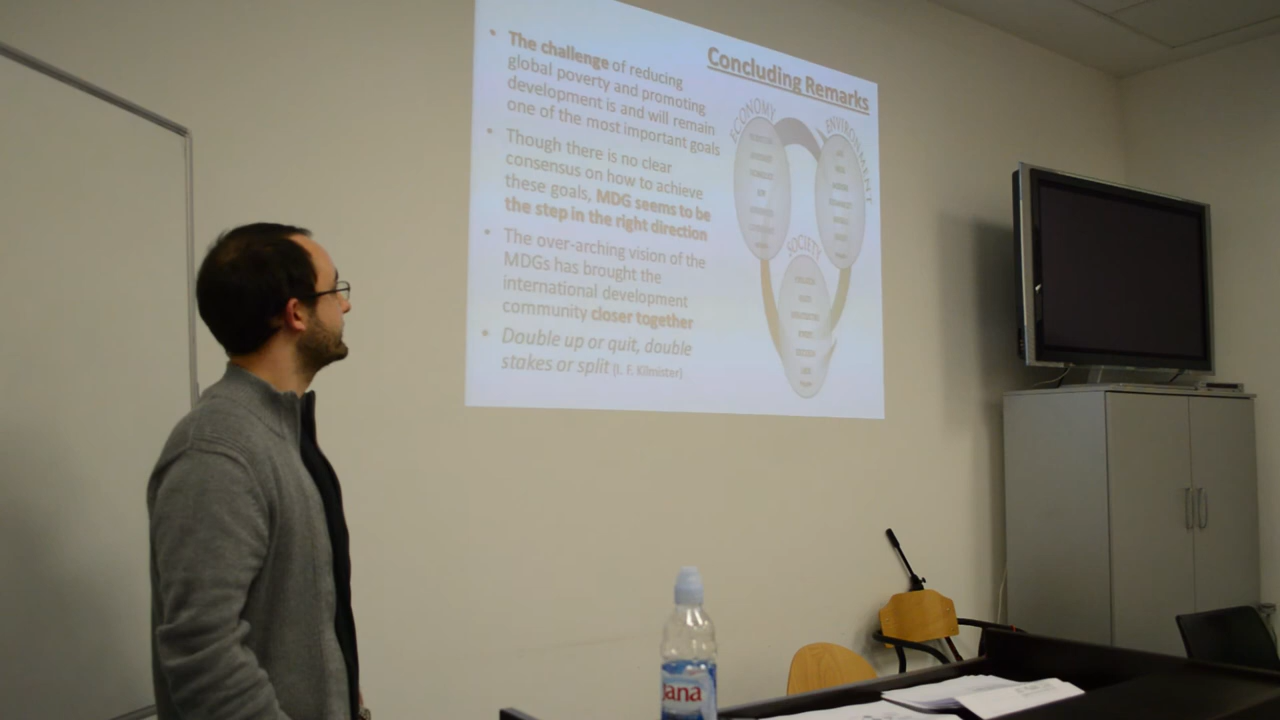 Concluding Remarks
• The challenge of reducing
global poverty and promoting
development is and will remain
one of the most important goals
• Though there is no clear
consensus on how to achieve
these goals, MDG seems to be
the step in the right direction
• The over-arching vision of the
MDGs has brought the
international development
community closer together
• Double up or quit, double
stakes or split (I. F. Kilmister)
ECONOMY
ENVIRONMENT
SOCIETY
Jana